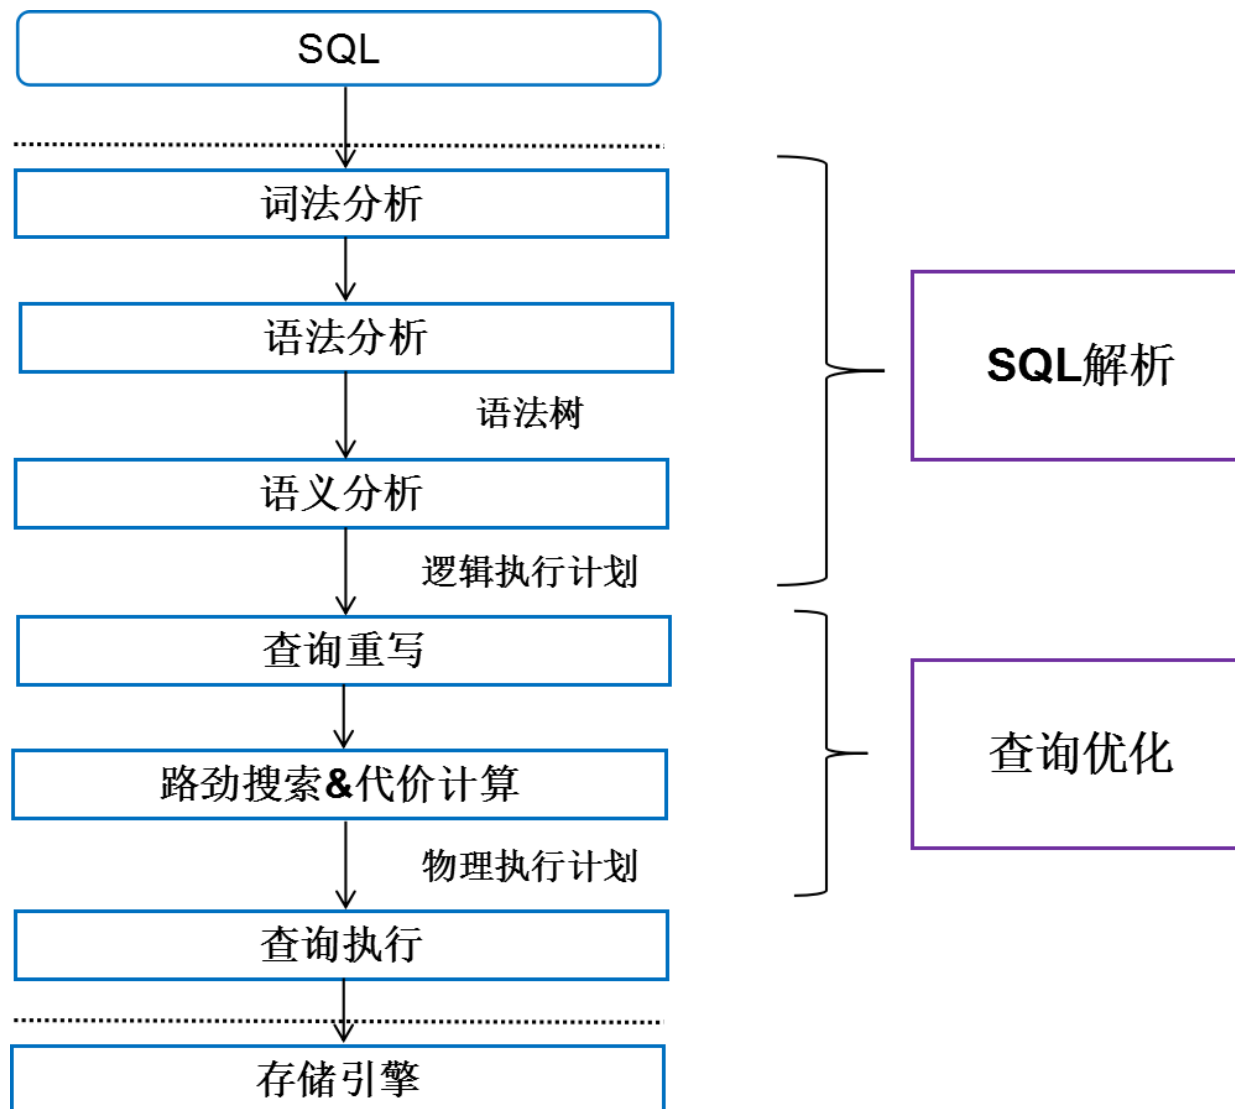 SQL
词法分析
语法分析
语法树
语义分析
逻辑执行计划
查询重写
路劲搜索&代价计算
物理执行计划
查询执行
存储引擎
SQL解析
查询优化